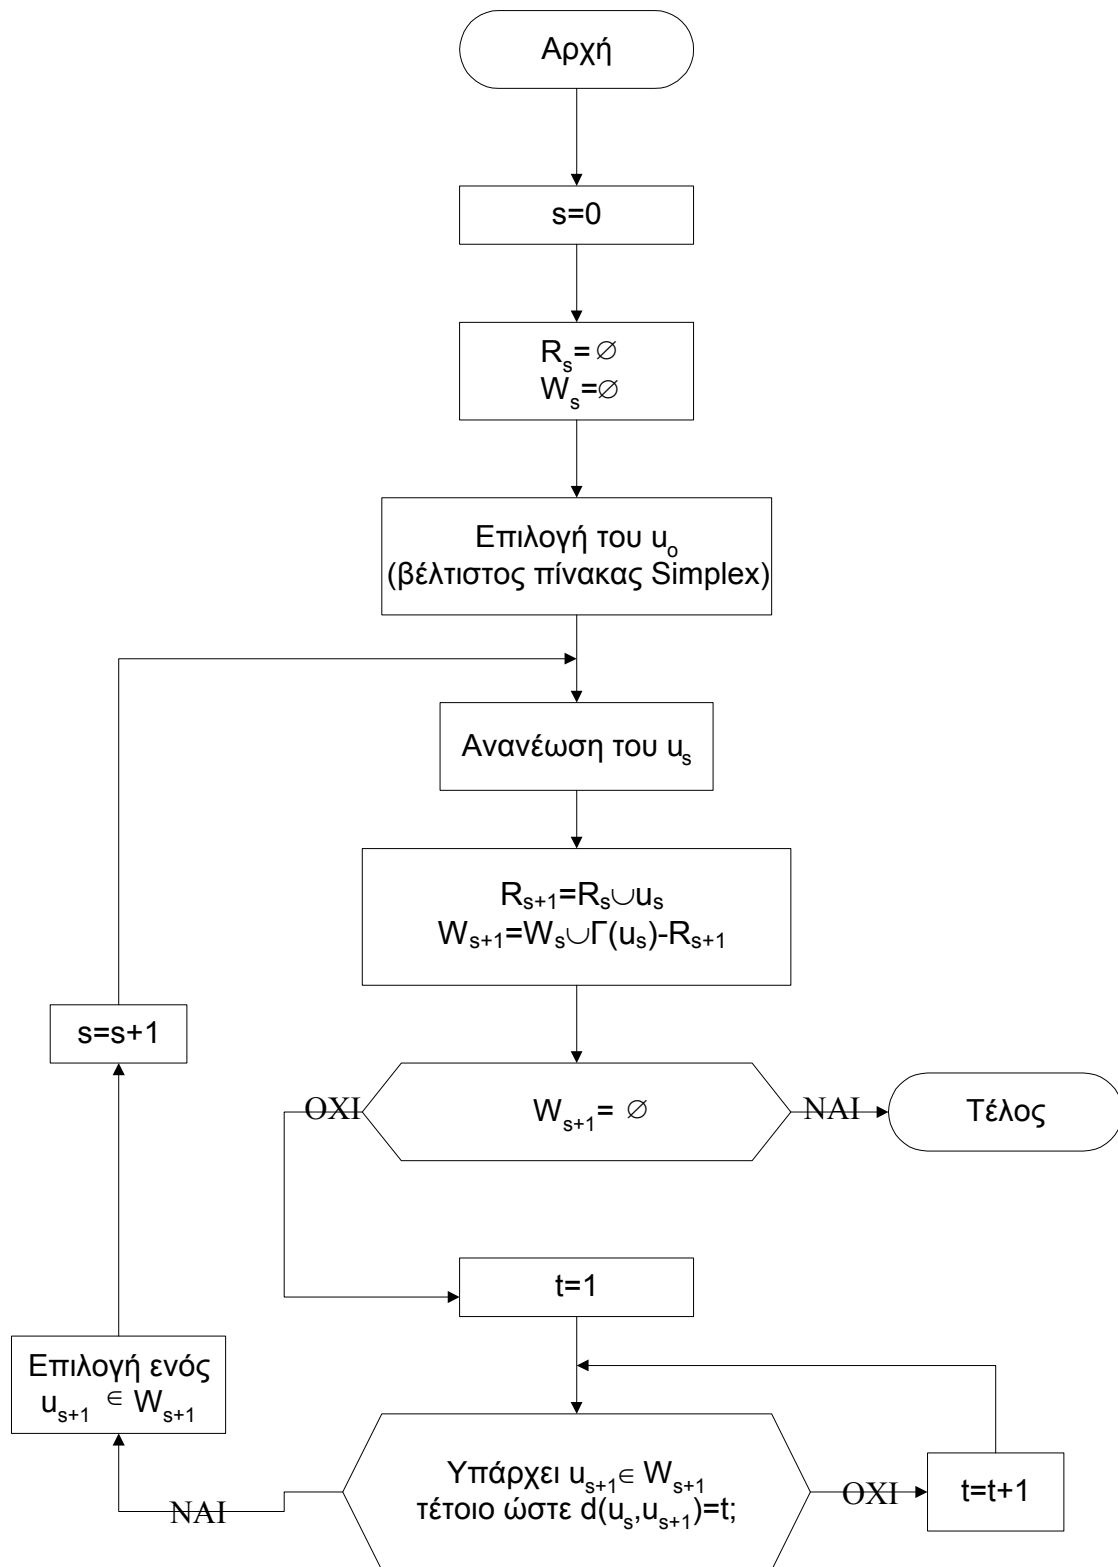 Αρχή
s=0
R_s=∅
W_s=∅
Επιλογή του u_o
(βέλτιστος πίνακας Simplex)
Ανανέωση του u_s
R_{s+1}=R_s∪u_s
W_{s+1}=W_s∪Γ(u_s)-R_{s+1}
s=s+1
ΟΧΙ
W_{s+1}= ∅
ΝΑΙ
Τέλος
t=1
Επιλογή ενός
u_{s+1} ∈ W_{s+1}
ΝΑΙ
Υπάρχει u_{s+1}∈ W_{s+1}
τέτοιο ώστε d(u_s,u_{s+1})=t;
ΟΧΙ
t=t+1